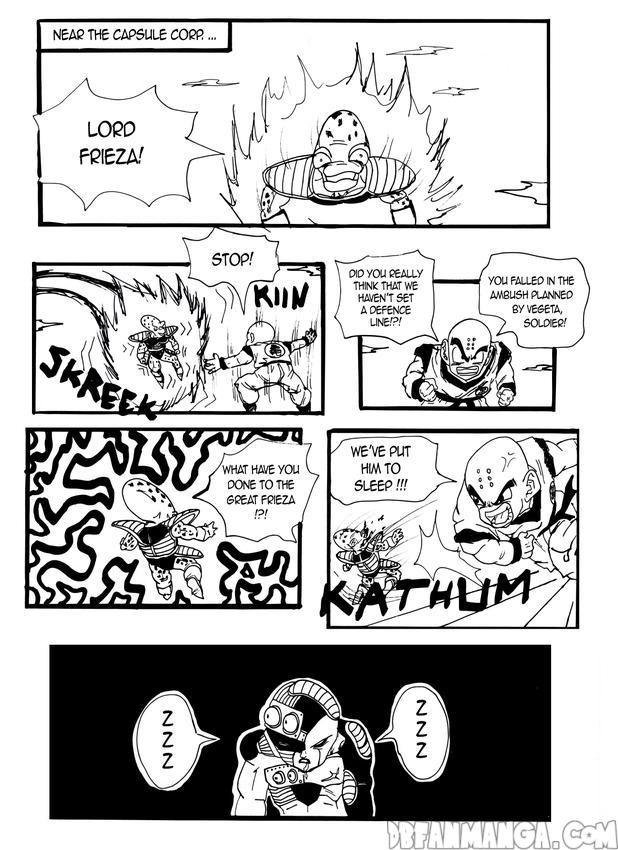 NEAR THE CAPSULE CORP. ...
LORD
FRIEZA!
STOP!
KIIN
SKREEK
DID YOU REALLY
THINK THAT WE
HAVEN'T SET
A DEFENCE
LINE?!?
YOU FALLED IN THE
AMBUSH PLANNED
BY VEGETA,
SOLDIER!
WHAT HAVE YOU
DONE TO THE
GREAT FRIEZA
!?!
WE'VE PUT
HIM TO
SLEEP !!!
KATHUM
Z
Z
Z
Z
Z
Z
DBFANMANGA.COM